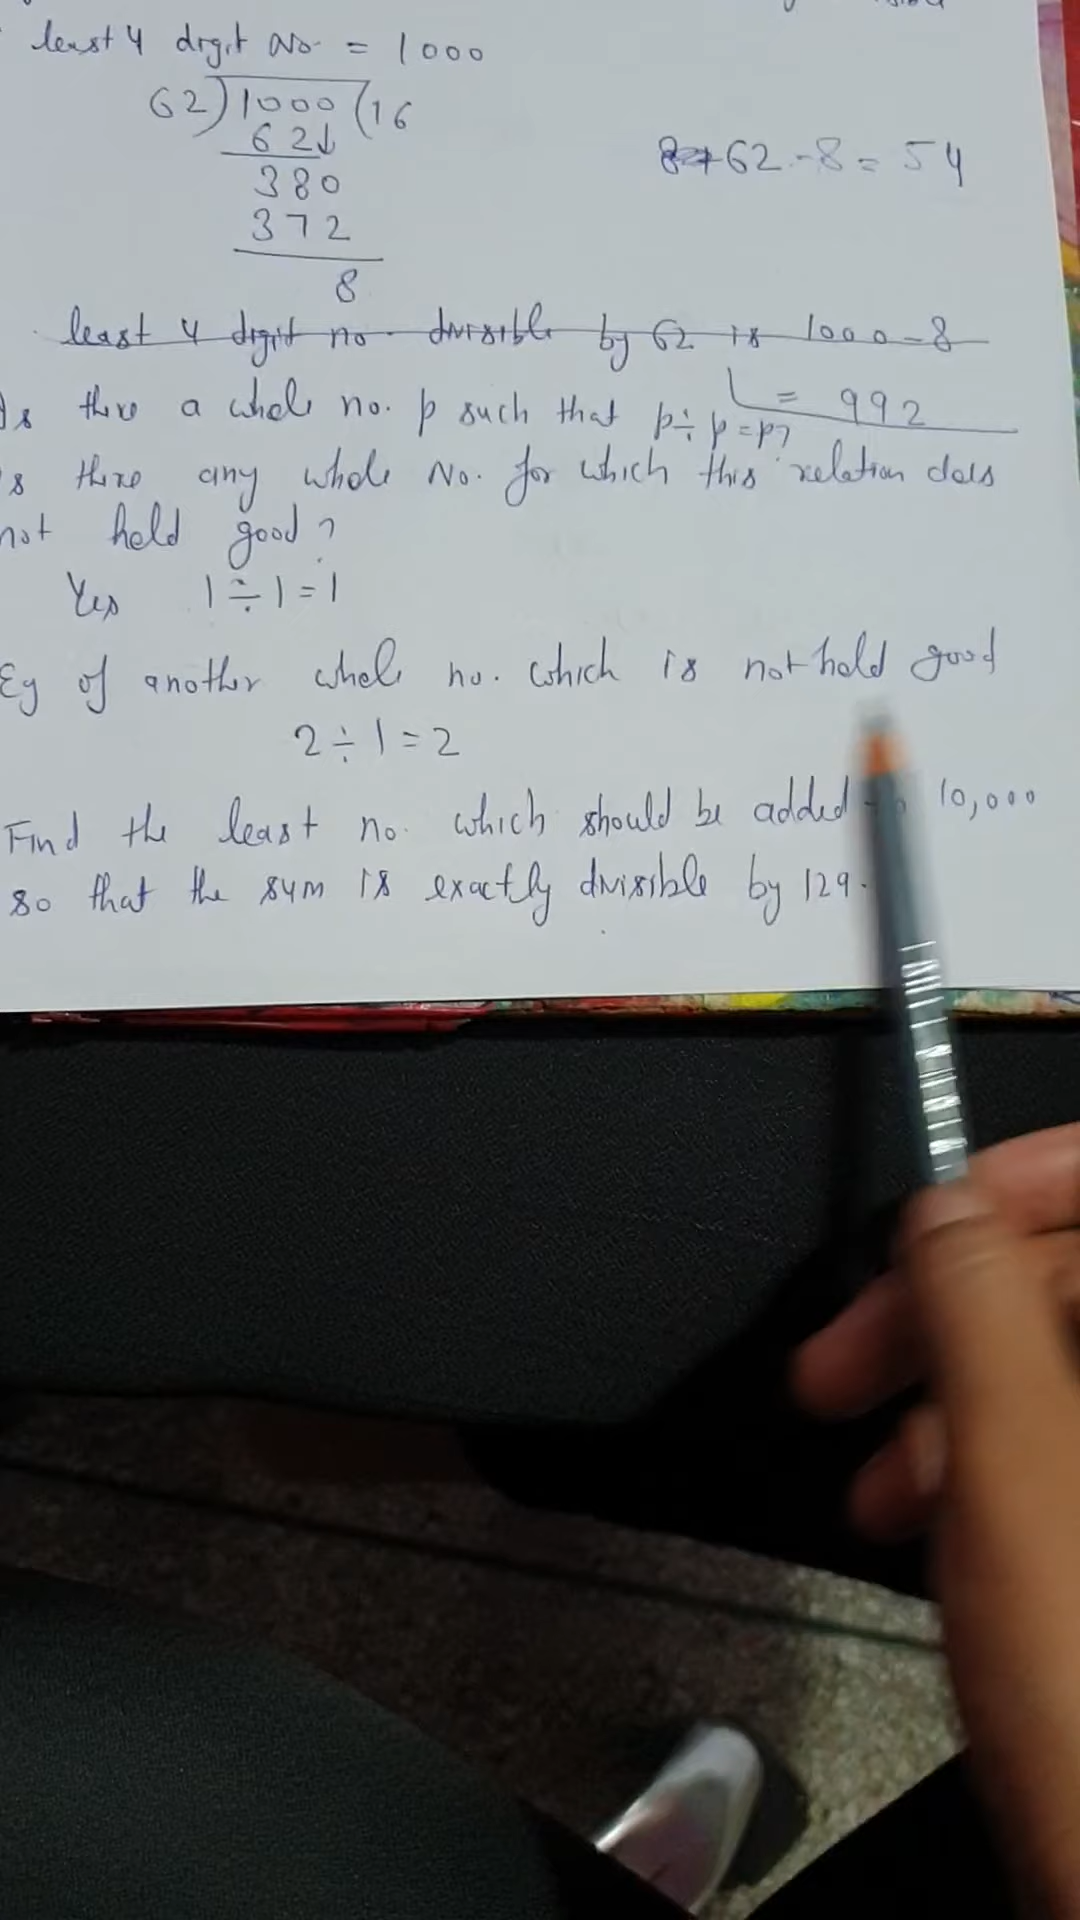 least 4 digit No = 1000
62)1000(16
62↓
380
372
8
62 - 8 = 54
least 4 digit no. divisible by 62 is 1000-8
= 992
Is there a whole no. p such that p÷p=p?
Is there any whole No. for which this relation does
not hold good?
Yes 1÷1=1
Eg of another whole no. which is not hold good
2÷1=2
Find the least no. which should be added 10,000
so that the sum is exactly divisible by 129.